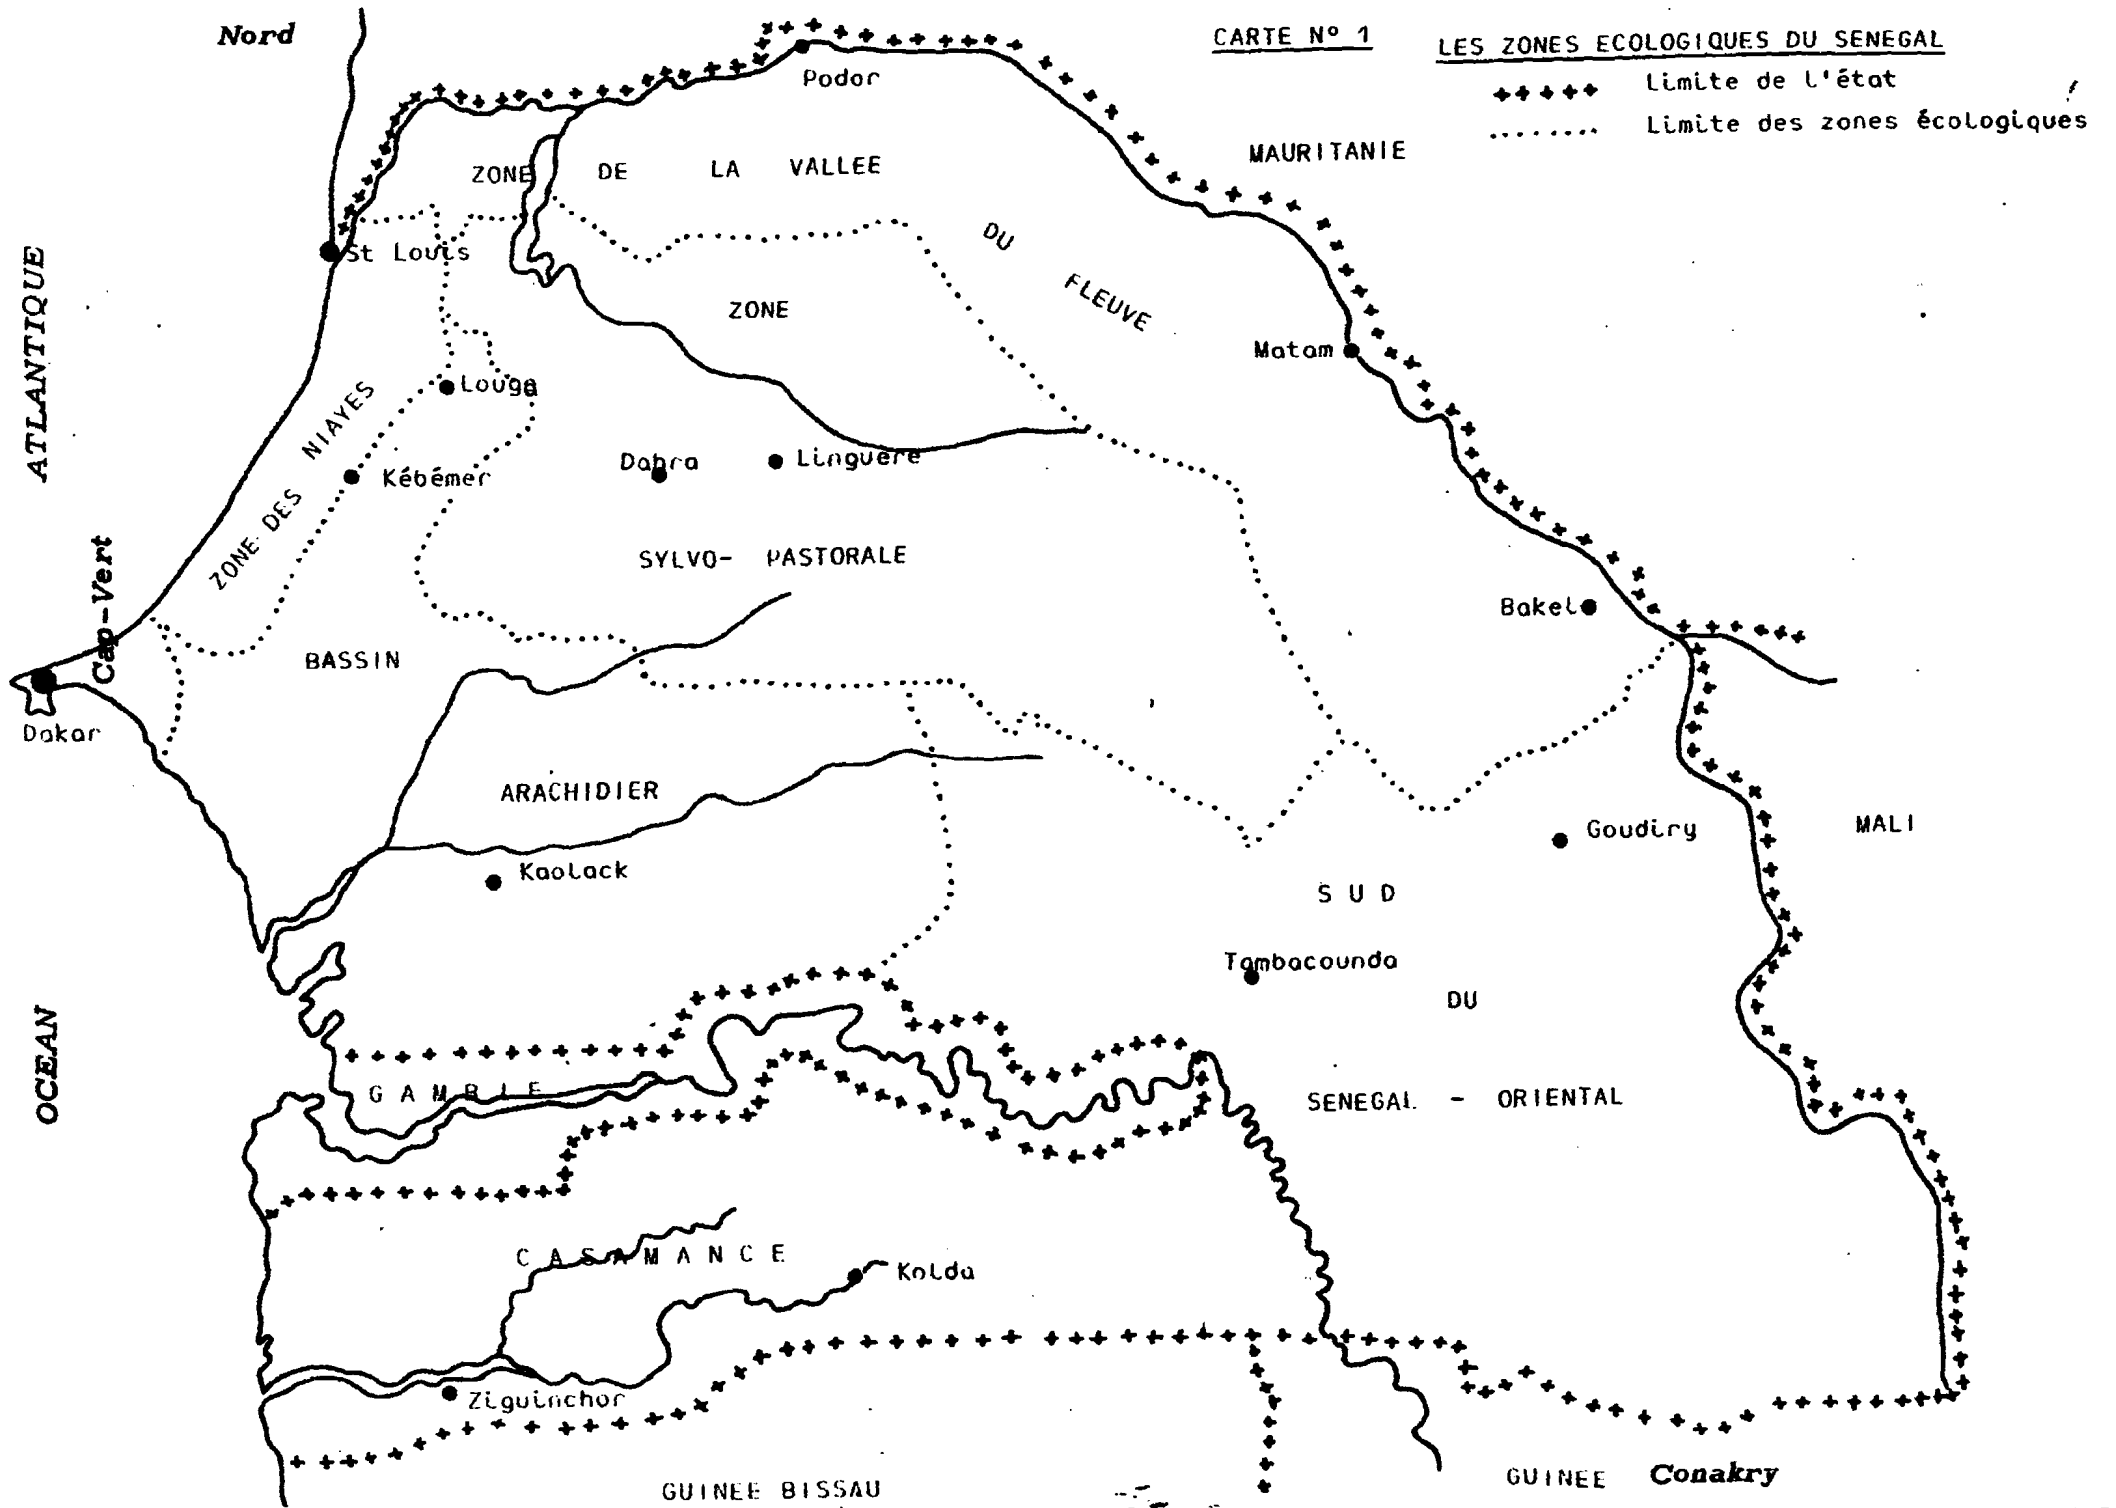 Nord
CARTE Nº 1
LES ZONES ECOLOGIQUES DU SENEGAL
+++++ Limite de l'état
.......... Limite des zones écologiques
Podor
MAURITANIE
ZONE DE LA VALLEE
DU
FLEUVE
St Louis
ZONE
Matam
ATLANTIQUE
Louga
ZONE DES NIAYES
Kébémer
Dahra
Linguère
SYLVO- PASTORALE
Cap-Vert
Bakel
BASSIN
Dakar
ARACHIDIER
Goudiry
MALI
Kaolack
SUD
Tambacounda
DU
OCEAN
GAMBIE
SENEGAL - ORIENTAL
CASAMANCE
Kolda
Ziguinchor
GUINEE BISSAU
GUINEE Conakry